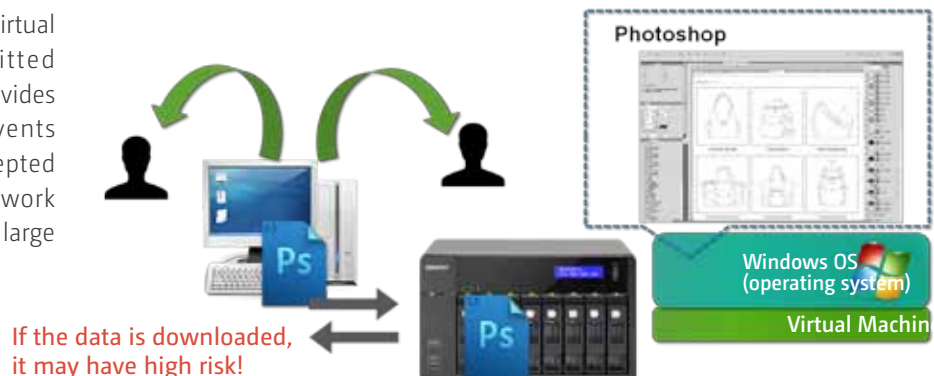 irtual
itted
vides
vents
epted
work
large
Photoshop
Ps
Ps
Windows OS
(operating system)
Virtual Machin
If the data is downloaded,
it may have high risk!